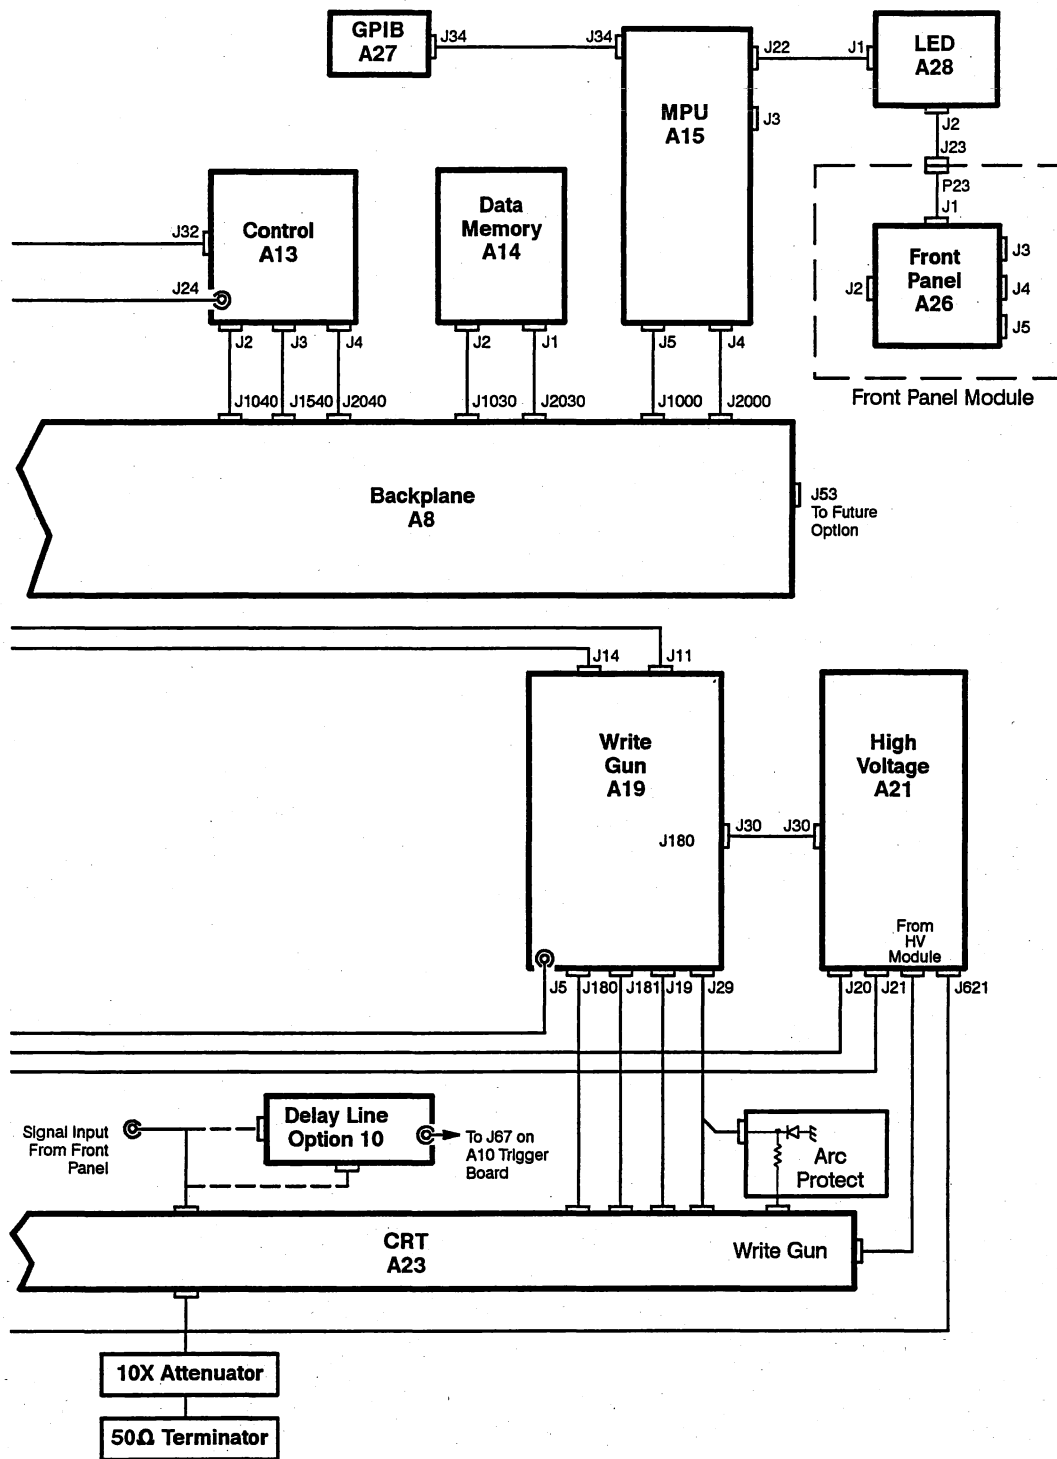 GPIB
A27
J34
J34
MPU
A15
J22
J3
J1
LED
A28
J2
J23
P23
J1
Front
Panel
A26
J2
J3
J4
J5
Front Panel Module
J32
J24
Control
A13
Data
Memory
A14
J2
J3
J4
J2
J1
J5
J4
J1040
J1540
J2040
J1030
J2030
J1000
J2000
Backplane
A8
J53
To Future
Option
J14
J11
Write
Gun
A19
J180
J30
J30
High
Voltage
A21
From
HV
Module
J5
J180
J181
J19
J29
J20
J21
J621
Signal Input
From Front
Panel
Delay Line
Option 10
To J67 on
A10 Trigger
Board
Arc
Protect
CRT
A23
Write Gun
10X Attenuator
50Ω Terminator